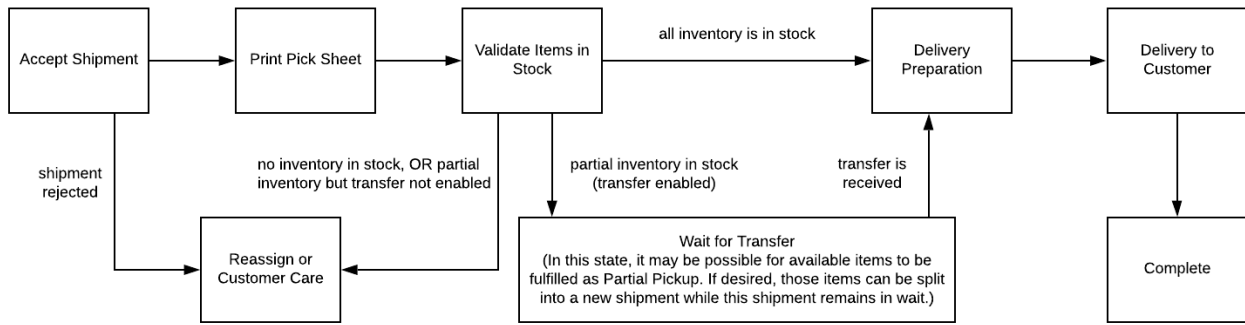 Accept Shipment
Print Pick Sheet
Validate Items in
Stock
all inventory is in stock
Delivery
Preparation
Delivery to
Customer
shipment
rejected
no inventory in stock, OR partial
inventory but transfer not enabled
partial inventory in stock
(transfer enabled)
transfer is
received
Reassign or
Customer Care
Wait for Transfer
(In this state, it may be possible for available items to be
fulfilled as Partial Pickup. If desired, those items can be split
into a new shipment while this shipment remains in wait.)
Complete